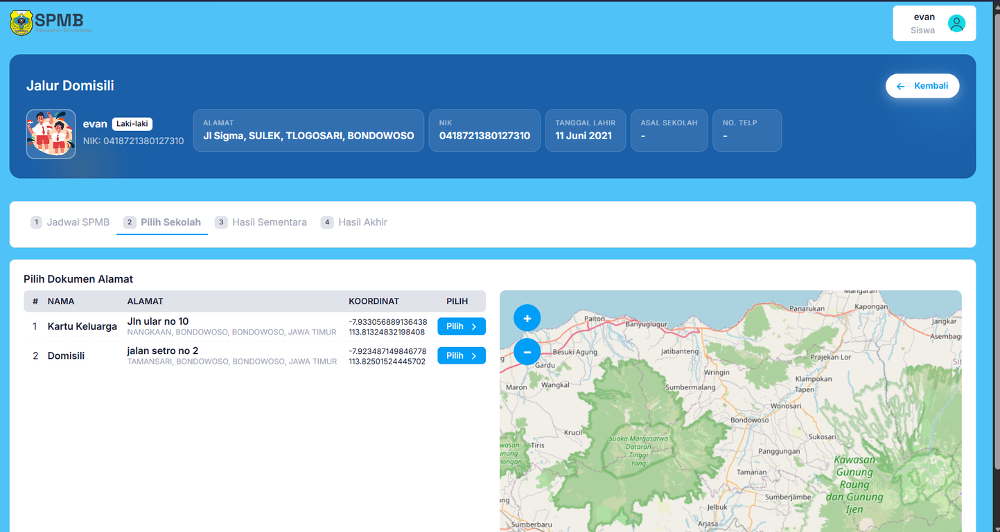 SPMB
Kabupaten Bondowoso
evan
Siswa
Jalur Domisili
Kembali
evan Laki-laki
NIK: 0418721380127310
ALAMAT
Jl Sigma, SULEK, TLOGOSARI, BONDOWOSO
NIK
0418721380127310
TANGGAL LAHIR
11 Juni 2021
ASAL SEKOLAH
-
NO. TELP
-
1 Jadwal SPMB 2 Pilih Sekolah 3 Hasil Sementara 4 Hasil Akhir
Pilih Dokumen Alamat
# NAMA ALAMAT KOORDINAT PILIH
1 Kartu Keluarga Jln ular no 10 -7.933056889136438 Pilih
NANGKAAN, BONDOWOSO, BONDOWOSO, JAWA TIMUR 113.81324832198408
2 Domisili jalan setro no 2 -7.923487149846778 Pilih
TAMANSARI, BONDOWOSO, BONDOWOSO, JAWA TIMUR 113.82501524445702
+
−
Mangaran
Panarukan
Kapongan
Paiton
Banyuglugur
Jangkar
Asembag
Besuki Agung
Jatibanteng
Gardu
Prajekan Lor
Sit
Wringin
Klampokan
Maron
Wangkal
Sumbermalang
Tapen
Wonosari
Bondowoso
Krucil
Sukosari
Tiris
Suaka Margasatwa
Dataran
Tinggi
Yang
Panggungan
Kawasan
Gunung
Raung
dan Gunung
Ijen
Tamanan
Sumberjambe
Jelbuk
Arjasa
Sumberbaru